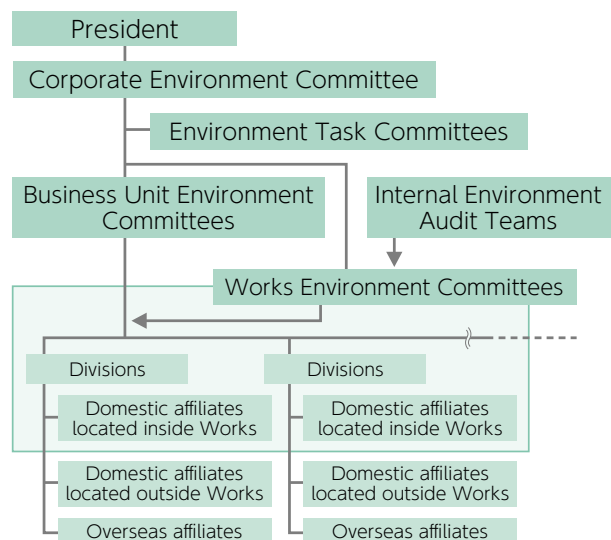 President
Corporate Environment Committee
Environment Task Committees
Business Unit Environment
Committees
Internal Environment
Audit Teams
Works Environment Committees
Divisions
Domestic affiliates
located inside Works
Domestic affiliates
located outside Works
Overseas affiliates
Divisions
Domestic affiliates
located inside Works
Domestic affiliates
located outside Works
Overseas affiliates